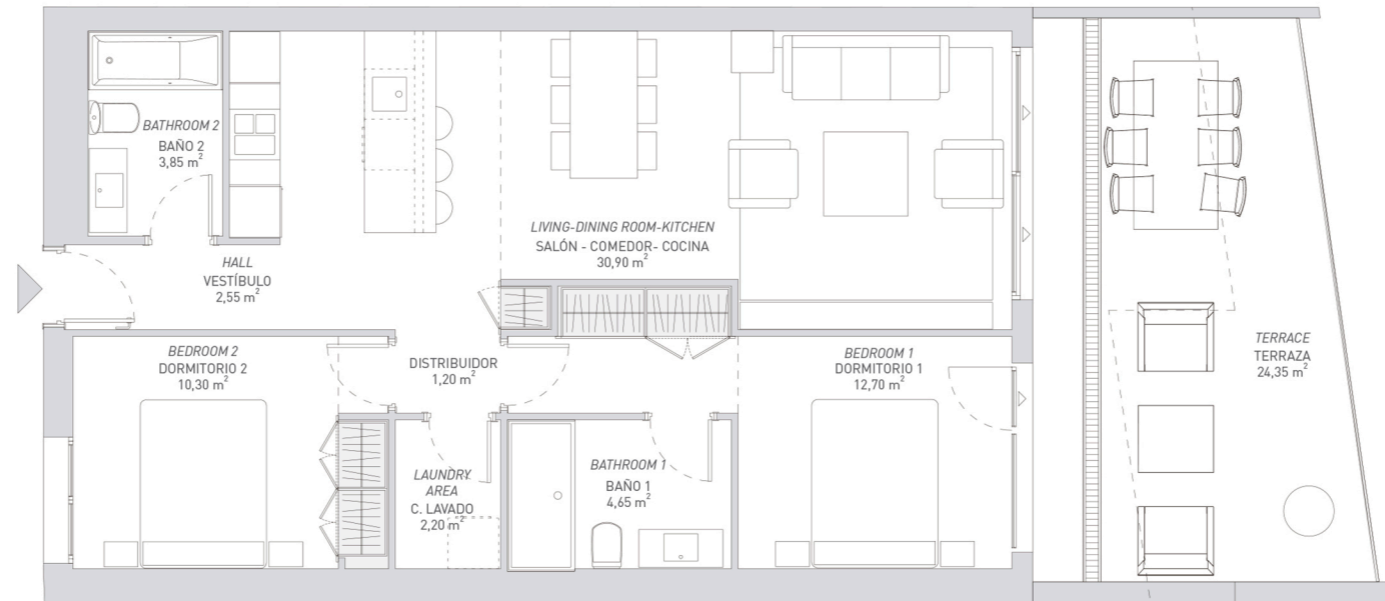 BATHROOM 2
BAÑO 2
3,85 m²
HALL
VESTÍBULO
2,55 m²
LIVING-DINING ROOM-KITCHEN
SALÓN - COMEDOR- COCINA
30,90 m²
BEDROOM 2
DORMITORIO 2
10,30 m²
DISTRIBUIDOR
1,20 m²
BEDROOM 1
DORMITORIO 1
12,70 m²
TERRACE
TERRAZA
24,35 m²
LAUNDRY
AREA
C. LAVADO
2,20 m²
BATHROOM 1
BAÑO 1
4,65 m²